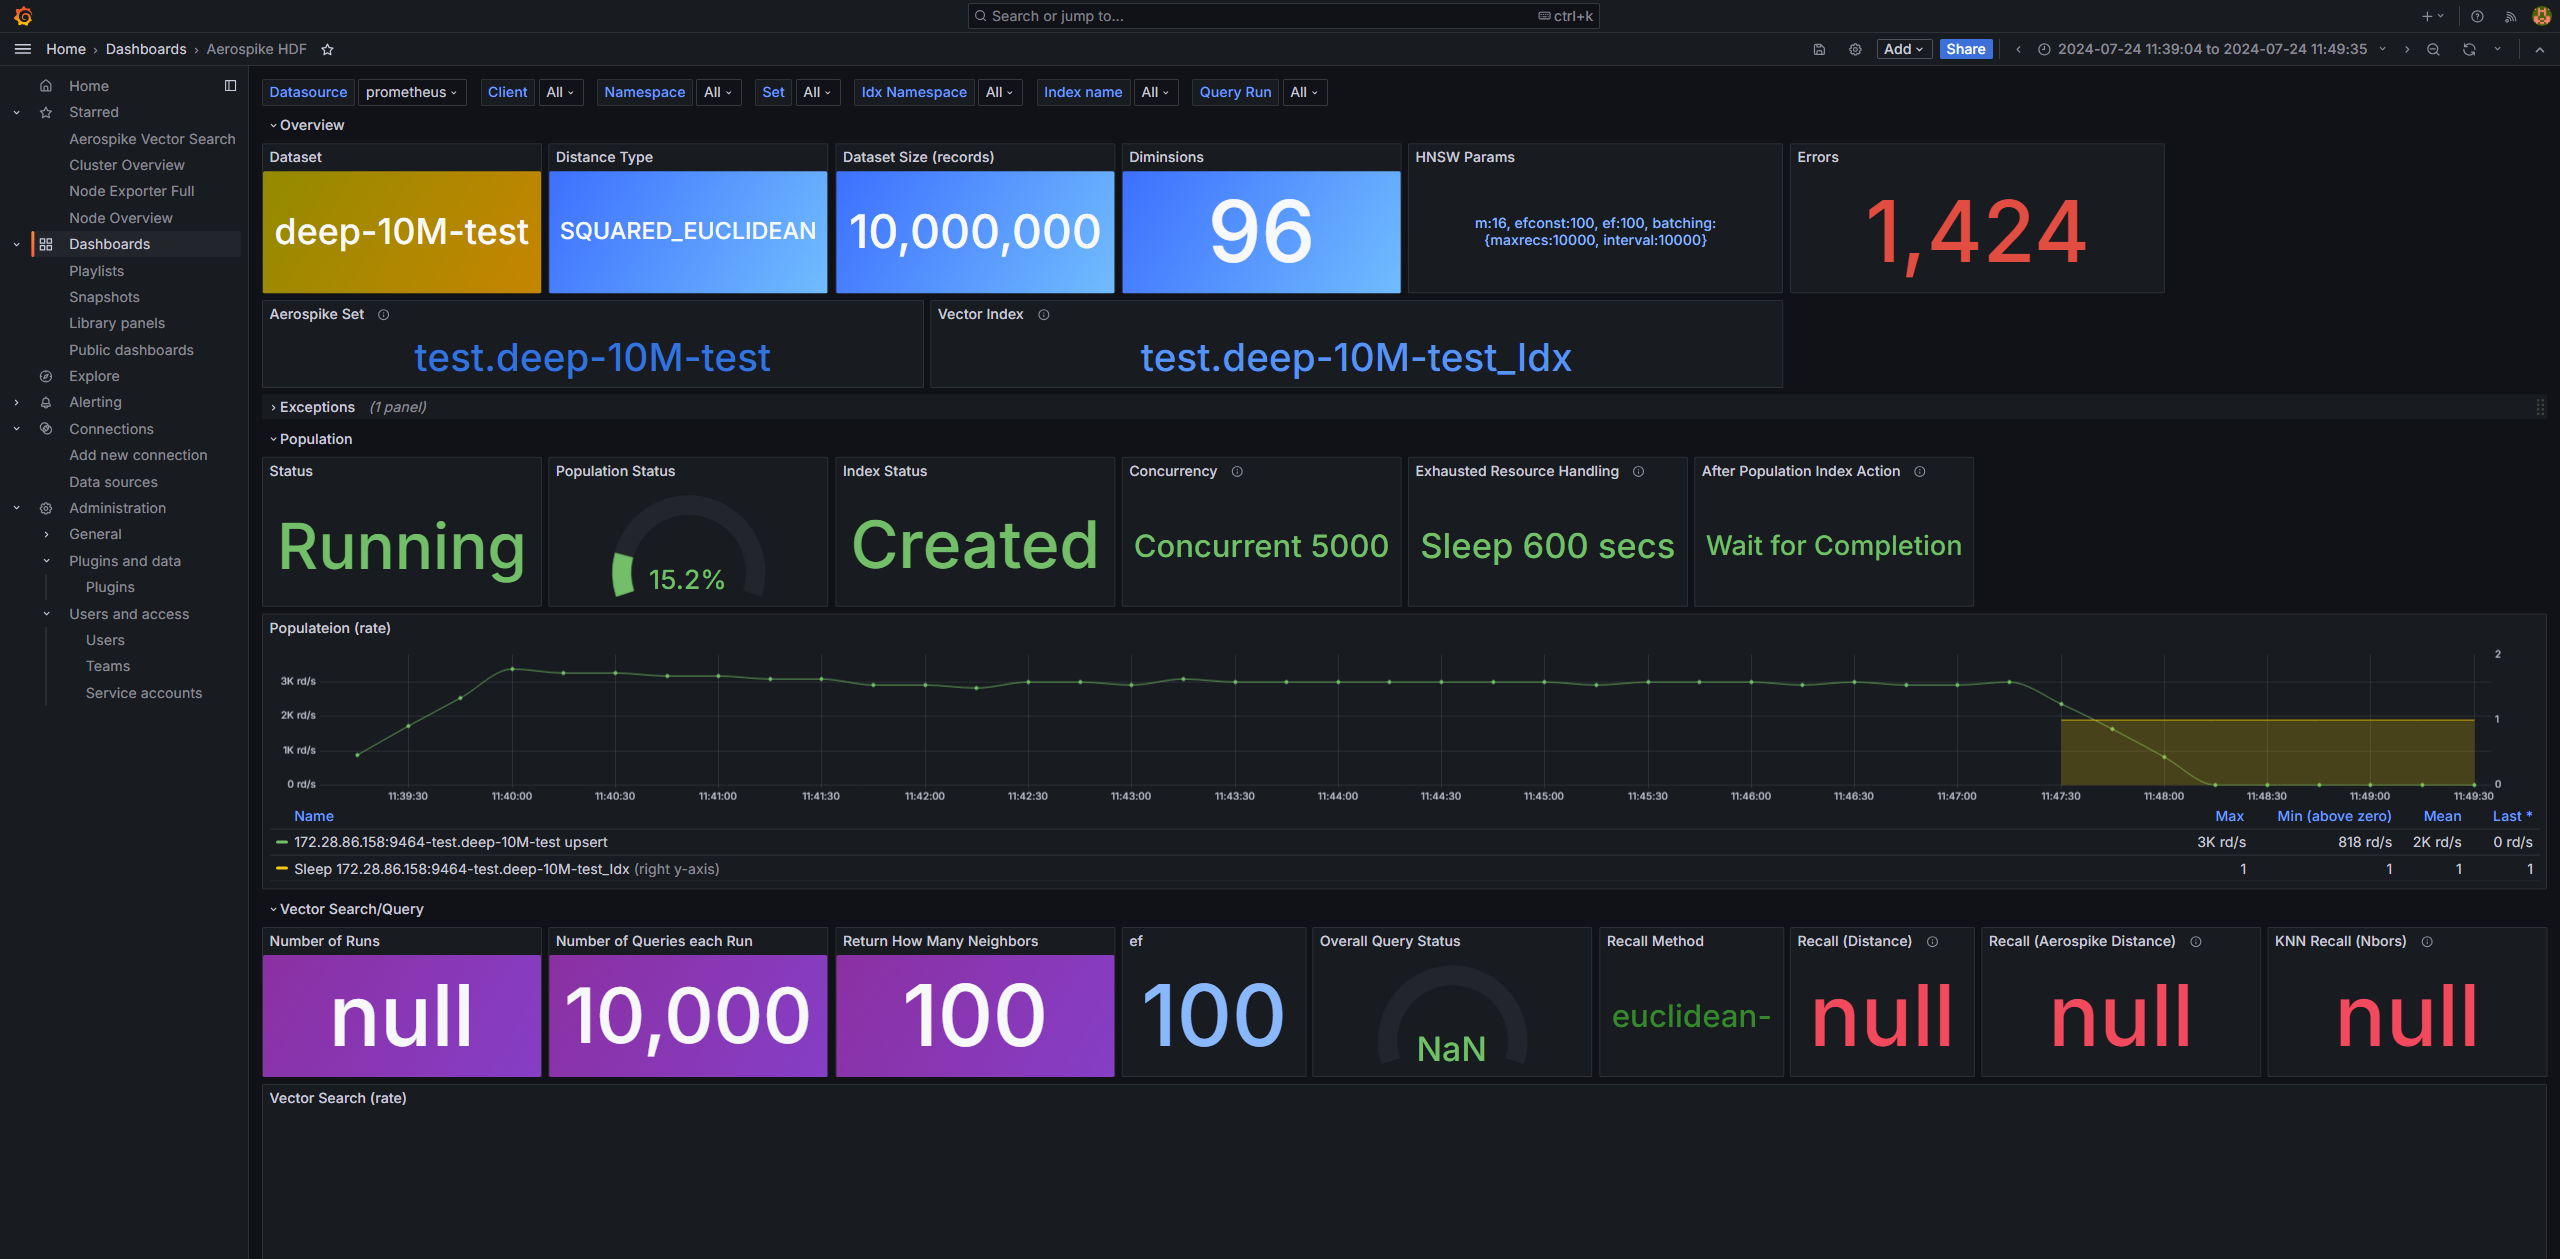 Search or jump to...
ctrl+k
Home › Dashboards › Aerospike HDF
Add
Share
2024-07-24 11:39:04 to 2024-07-24 11:49:35
Home
Starred
Aerospike Vector Search
Cluster Overview
Node Exporter Full
Node Overview
Dashboards
Playlists
Snapshots
Library panels
Public dashboards
Explore
Alerting
Connections
Add new connection
Data sources
Administration
General
Plugins and data
Plugins
Users and access
Users
Teams
Service accounts
Datasource prometheus Client All Namespace All Set All Idx Namespace All Index name All Query Run All
Overview
Dataset
deep-10M-test
Distance Type
SQUARED_EUCLIDEAN
Dataset Size (records)
10,000,000
Diminsions
96
HNSW Params
m:16, efconst:100, ef:100, batching:
{maxrecs:10000, interval:10000}
Errors
1,424
Aerospike Set
test.deep-10M-test
Vector Index
test.deep-10M-test_Idx
Exceptions (1 panel)
Population
Status
Running
Population Status
15.2%
Index Status
Created
Concurrency
Concurrent 5000
Exhausted Resource Handling
Sleep 600 secs
After Population Index Action
Wait for Completion
Populateion (rate)
3K rd/s
2K rd/s
1K rd/s
0 rd/s
2
1
0
11:39:30 11:40:00 11:40:30 11:41:00 11:41:30 11:42:00 11:42:30 11:43:00 11:43:30 11:44:00 11:44:30 11:45:00 11:45:30 11:46:00 11:46:30 11:47:00 11:47:30 11:48:00 11:48:30 11:49:00 11:49:30
Name Max Min (above zero) Mean Last *
172.28.86.158:9464-test.deep-10M-test upsert 3K rd/s 818 rd/s 2K rd/s 0 rd/s
Sleep 172.28.86.158:9464-test.deep-10M-test_Idx (right y-axis) 1 1 1 1
Vector Search/Query
Number of Runs
null
Number of Queries each Run
10,000
Return How Many Neighbors
100
ef
100
Overall Query Status
NaN
Recall Method
euclidean-
Recall (Distance)
null
Recall (Aerospike Distance)
null
KNN Recall (Nbors)
null
Vector Search (rate)